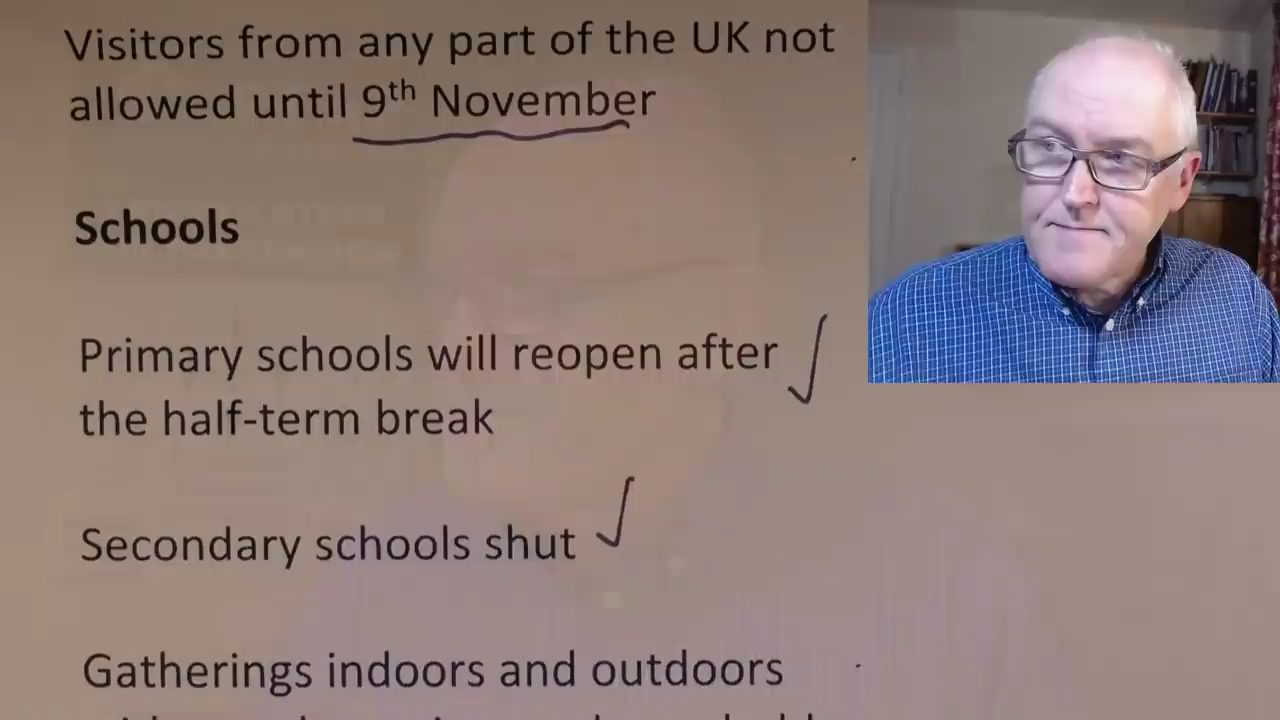 Visitors from any part of the UK not
allowed until 9th November
Schools
Primary schools will reopen after
the half-term break
Secondary schools shut
Gatherings indoors and outdoors